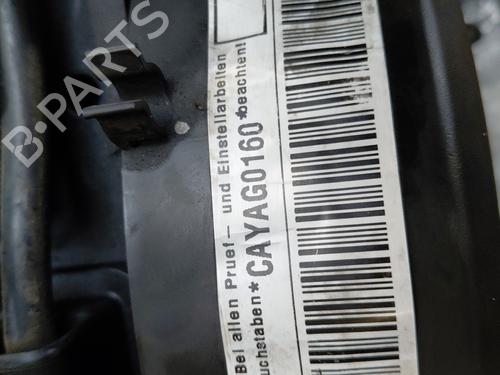 Bei allen Pruef- und Einstellarbeiten
uchstaben* CAYAG0160 *beachten!
B-PARTS